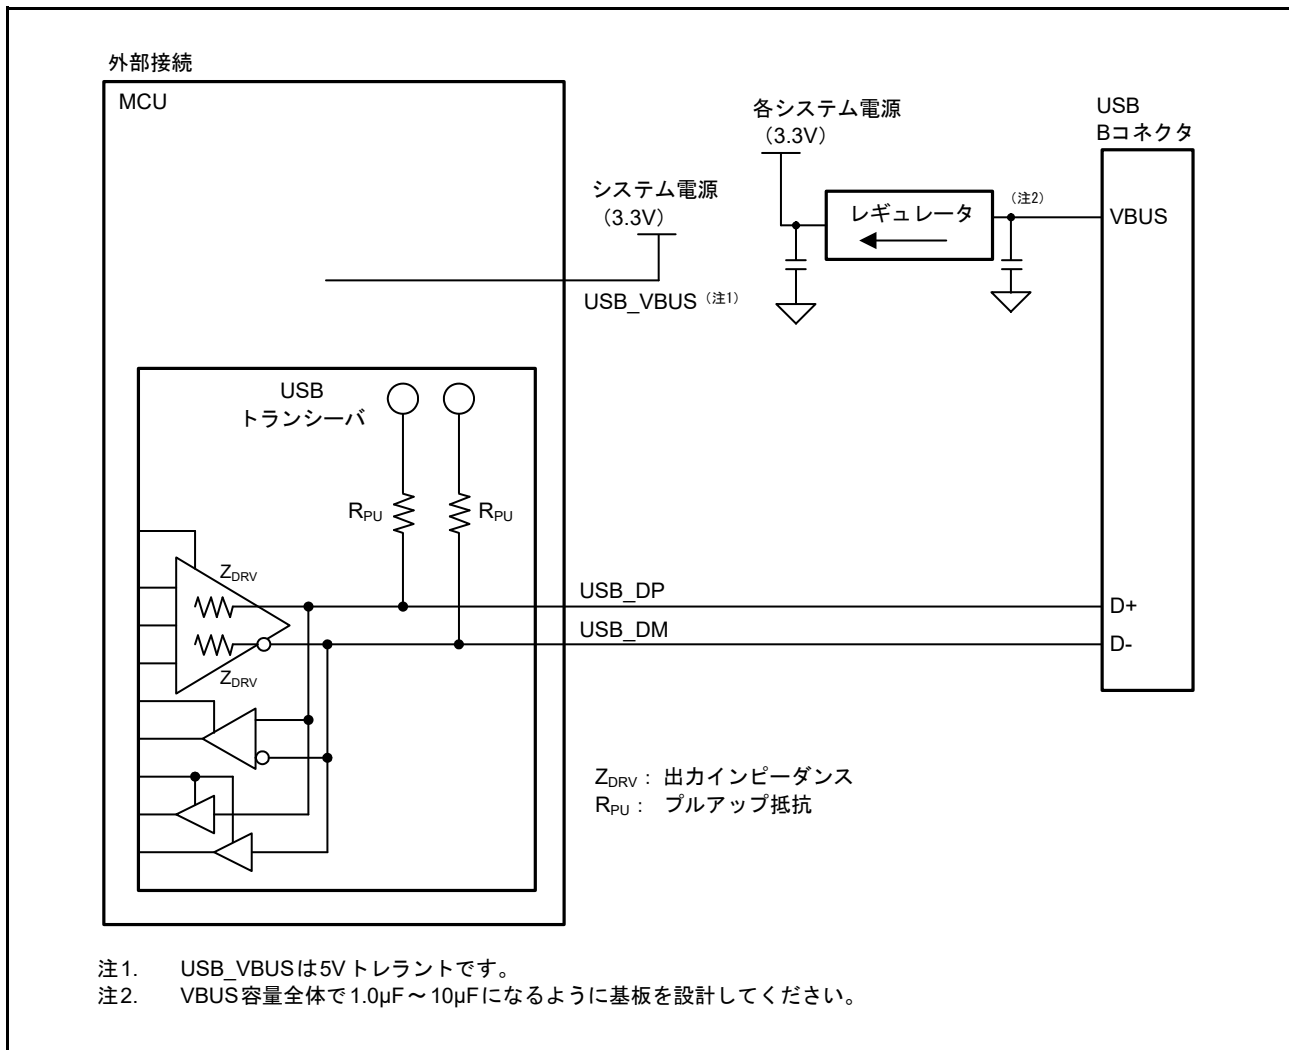 外部接続
MCU
各システム電源
（3.3V）
USB
Bコネクタ
システム電源
（3.3V）
レギュレータ
（注2）
VBUS
USB_VBUS（注1）
USB
トランシーバ
RPU
RPU
ZDRV
ZDRV
USB_DP
USB_DM
D+
D-
ZDRV： 出力インピーダンス
RPU： プルアップ抵抗
注1. USB_VBUSは5Vトレラントです。
注2. VBUS容量全体で1.0µF～10µFになるように基板を設計してください。